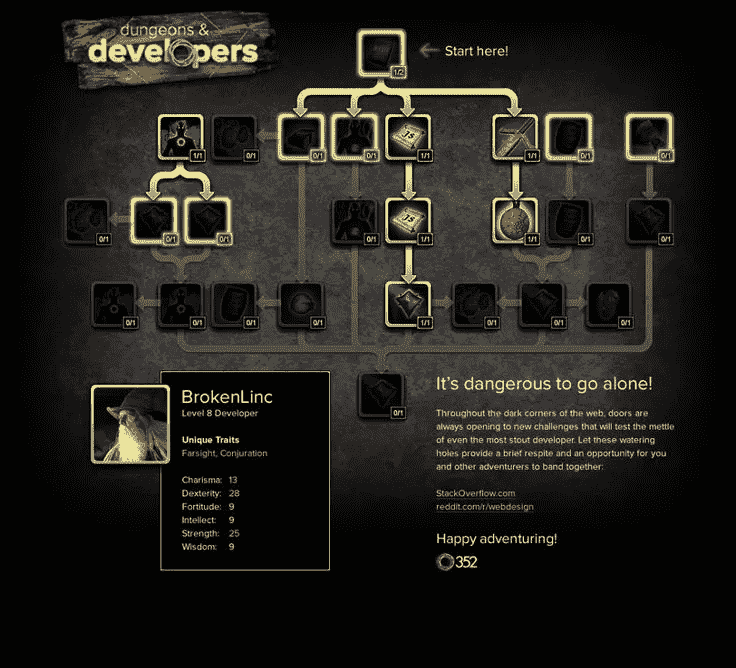 dungeons &
developers
Start here!
1/2
JS
1/1 0/1 0/1 0/1 1/1 1/1 0/1 0/1
JS
0/1 0/1 0/1 0/1 1/1 1/1 0/1 0/1
0/1 0/1 0/1 0/1 1/1 0/1 0/1 0/1
0/1
BrokenLinc
Level 8 Developer
Unique Traits
Farsight, Conjuration
Charisma: 13
Dexterity: 28
Fortitude: 9
Intellect: 9
Strength: 25
Wisdom: 9
It's dangerous to go alone!
Throughout the dark corners of the web, doors are
always opening to new challenges that will test the mettle
of even the most stout developer. Let these watering
holes provide a brief respite and an opportunity for you
and other adventurers to band together:
StackOverflow.com
reddit.com/r/webdesign
Happy adventuring!
352